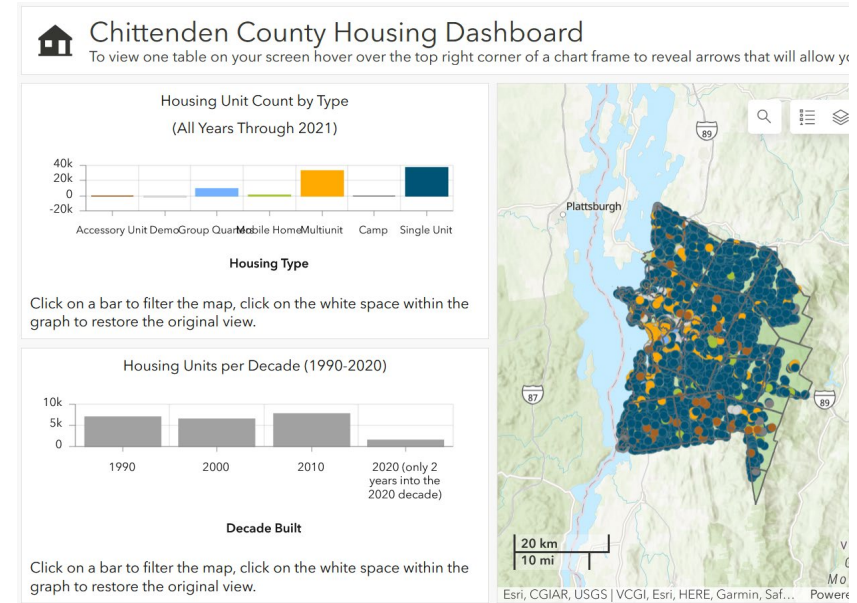 Chittenden County Housing Dashboard
To view one table on your screen hover over the top right corner of a chart frame to reveal arrows that will allow
Housing Unit Count by Type
(All Years Through 2021)
40k
20k
0
-20k
Accessory Unit Demo Group Quarters Mobile Home Multiunit Camp Single Unit
Housing Type
Click on a bar to filter the map, click on the white space within the
graph to restore the original view.
Housing Units per Decade (1990-2020)
10k
5k
0
1990 2000 2010 2020 (only 2
years into the
2020 decade)
Decade Built
Click on a bar to filter the map, click on the white space within the
graph to restore the original view.
89
Plattsburgh
87
89
20 km
10 mi
V
Mo
Esri, CGIAR, USGS | VCGI, Esri, HERE, Garmin, Saf... Powere